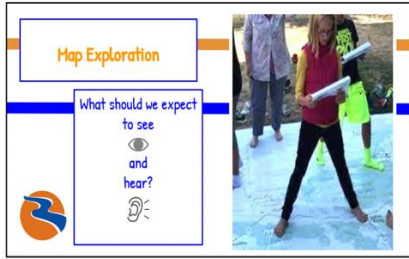 Map Exploration
What should we expect
to see
and
hear?